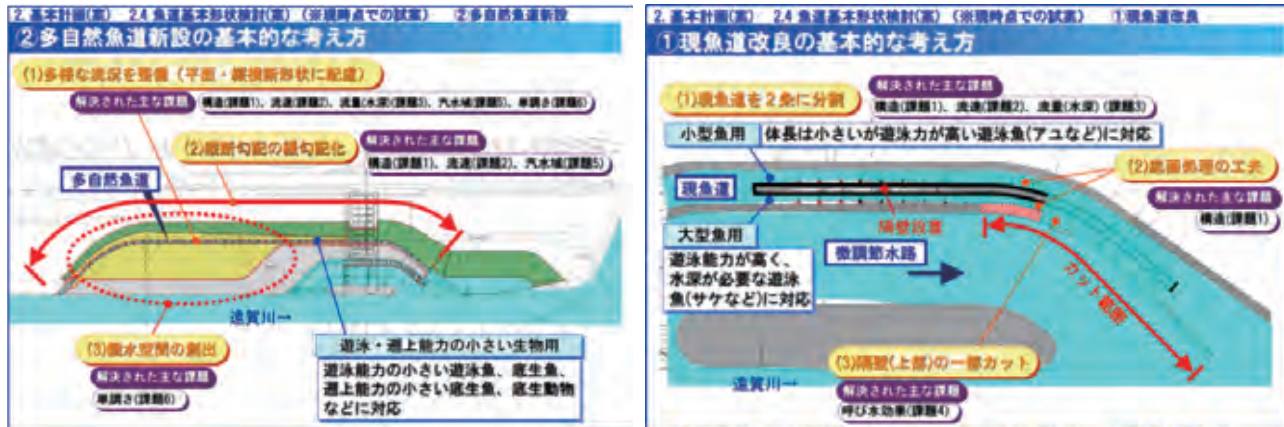 2. 基本計画(案) 2.4 魚道基本形状検討(案) (※現時点での試案) ②多自然魚道新設
②多自然魚道新設の基本的な考え方
(1)多様な流況を整備(平面・縦横断形状に配慮)
解決された主な課題
構造(課題1)、流速(課題2)、流量(水深)(課題3)、汽水域(課題5)、単調さ(課題6)
(2)縦断勾配の緩勾配化
解決された主な課題
構造(課題1)、流速(課題2)、汽水域(課題5)
多自然魚道
遠賀川→
(3)親水空間の創出
解決された主な課題
単調さ(課題6)
遊泳・遡上能力の小さい生物用
遊泳能力の小さい遊泳魚、底生魚、
遡上能力の小さい底生魚、底生動物
などに対応
2. 基本計画(案) 2.4 魚道基本形状検討(案) (※現時点での試案) ①現魚道改良
①現魚道改良の基本的な考え方
(1)現魚道を2条に分割
解決された主な課題
構造(課題1)、流速(課題2)、流量(水深)(課題3)
小型魚用
体長は小さいが遊泳力が高い遊泳魚(アユなど)に対応
現魚道
(2)底面処理の工夫
解決された主な課題
構造(課題1)
隔壁設置
大型魚用
遊泳能力が高く、
水深が必要な遊泳
魚(サケなど)に対応
微調節水路
カット範囲
(3)隔壁(上部)の一部カット
解決された主な課題
呼び水効果(課題4)
遠賀川→